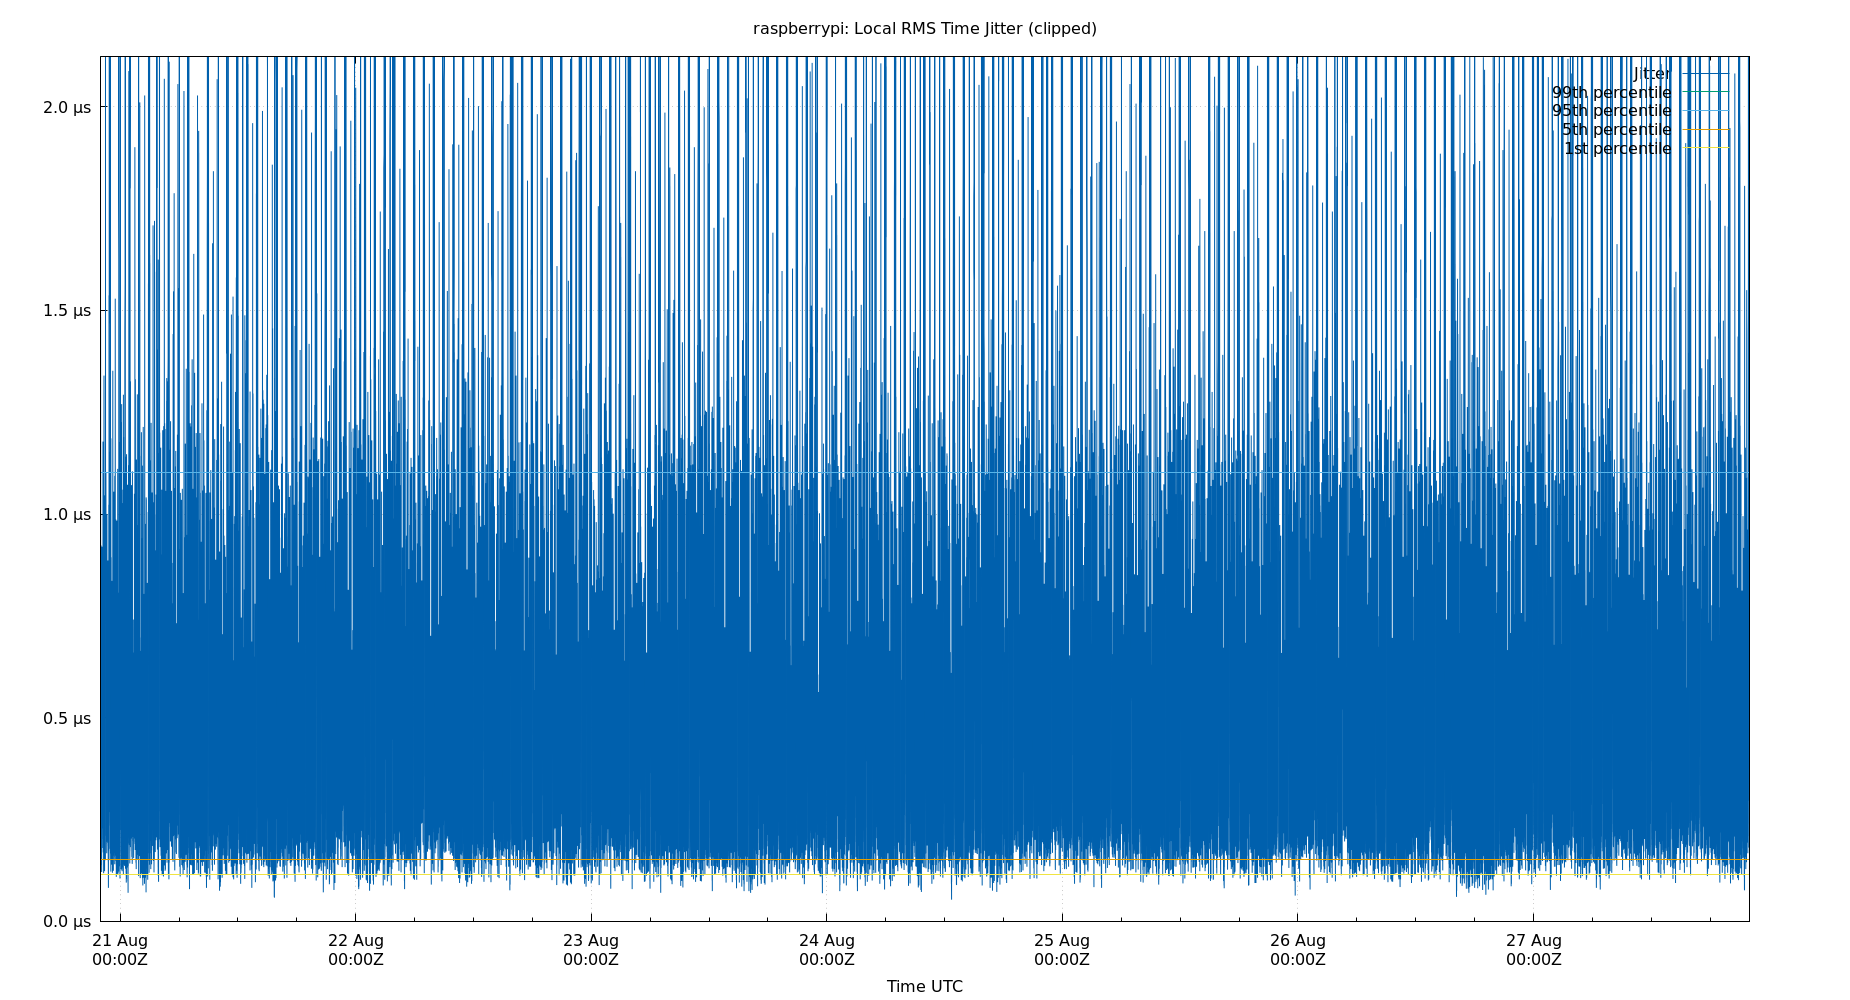 raspberrypi: Local RMS Time Jitter (clipped)
Jitter
99th percentile
95th percentile
5th percentile
1st percentile
2.0 µs
1.5 µs
1.0 µs
0.5 µs
0.0 µs
21 Aug 22 Aug 23 Aug 24 Aug 25 Aug 26 Aug 27 Aug
00:00Z 00:00Z 00:00Z 00:00Z 00:00Z 00:00Z 00:00Z
Time UTC